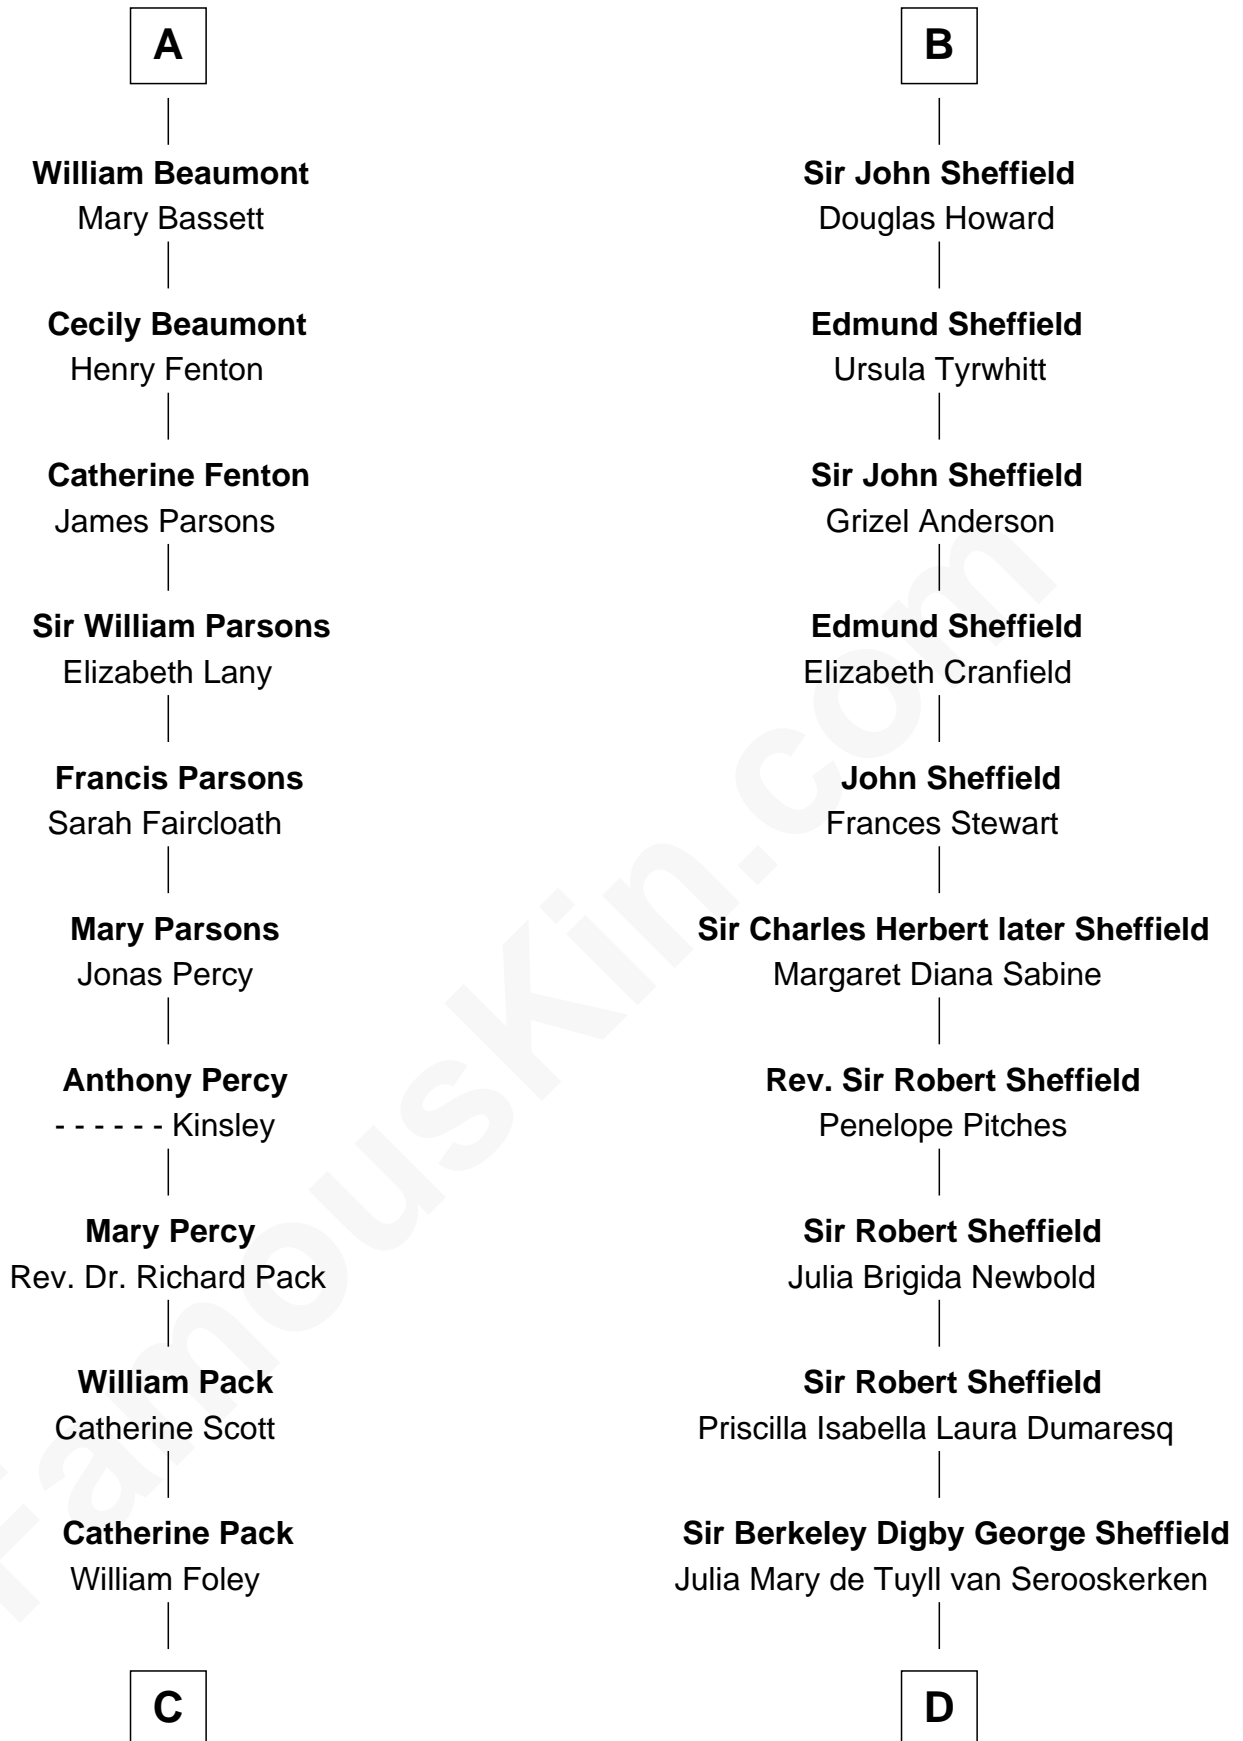 A
William Beaumont
Mary Bassett
Cecily Beaumont
Henry Fenton
Catherine Fenton
James Parsons
Sir William Parsons
Elizabeth Lany
Francis Parsons
Sarah Faircloath
Mary Parsons
Jonas Percy
Anthony Percy
- - - - - - Kinsley
Mary Percy
Rev. Dr. Richard Pack
William Pack
Catherine Scott
Catherine Pack
William Foley
C
B
Sir John Sheffield
Douglas Howard
Edmund Sheffield
Ursula Tyrwhitt
Sir John Sheffield
Grizel Anderson
Edmund Sheffield
Elizabeth Cranfield
John Sheffield
Frances Stewart
Sir Charles Herbert later Sheffield
Margaret Diana Sabine
Rev. Sir Robert Sheffield
Penelope Pitches
Sir Robert Sheffield
Julia Brigida Newbold
Sir Robert Sheffield
Priscilla Isabella Laura Dumaresq
Sir Berkeley Digby George Sheffield
Julia Mary de Tuyll van Serooskerken
D
FamousKin.com